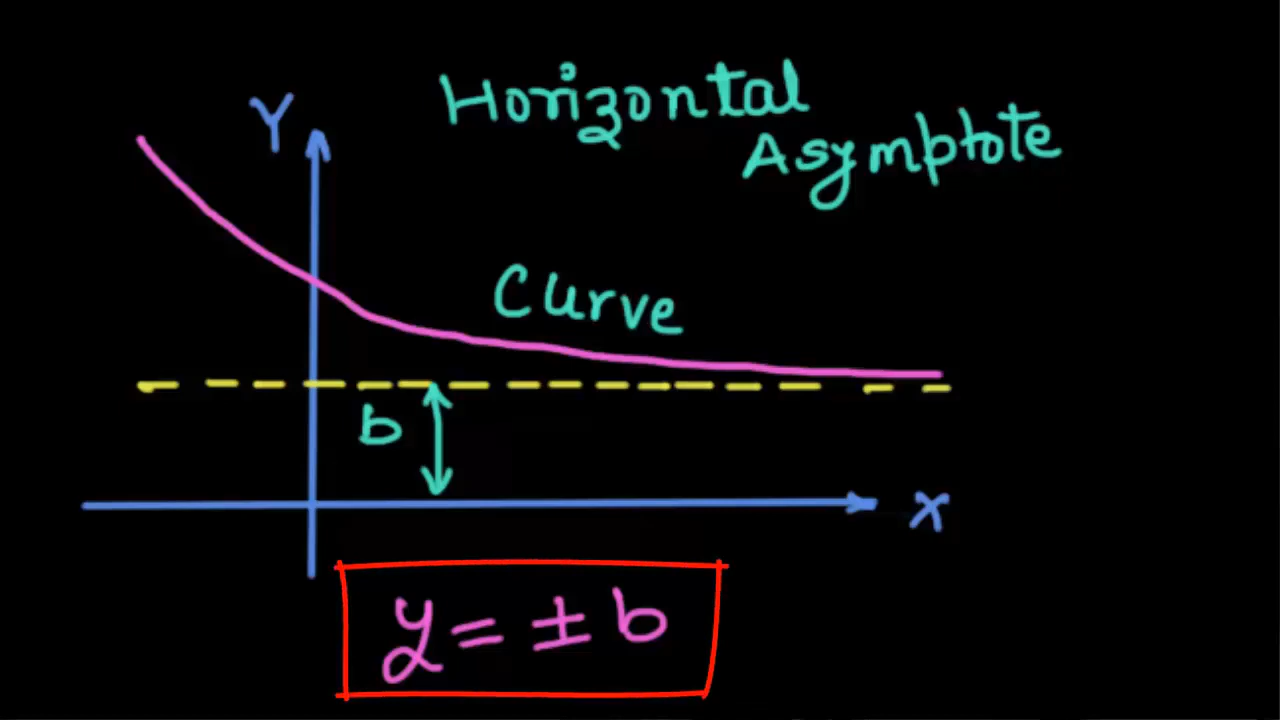 Y
Horizontal
Asymptote
Curve
b
X
y = ± b